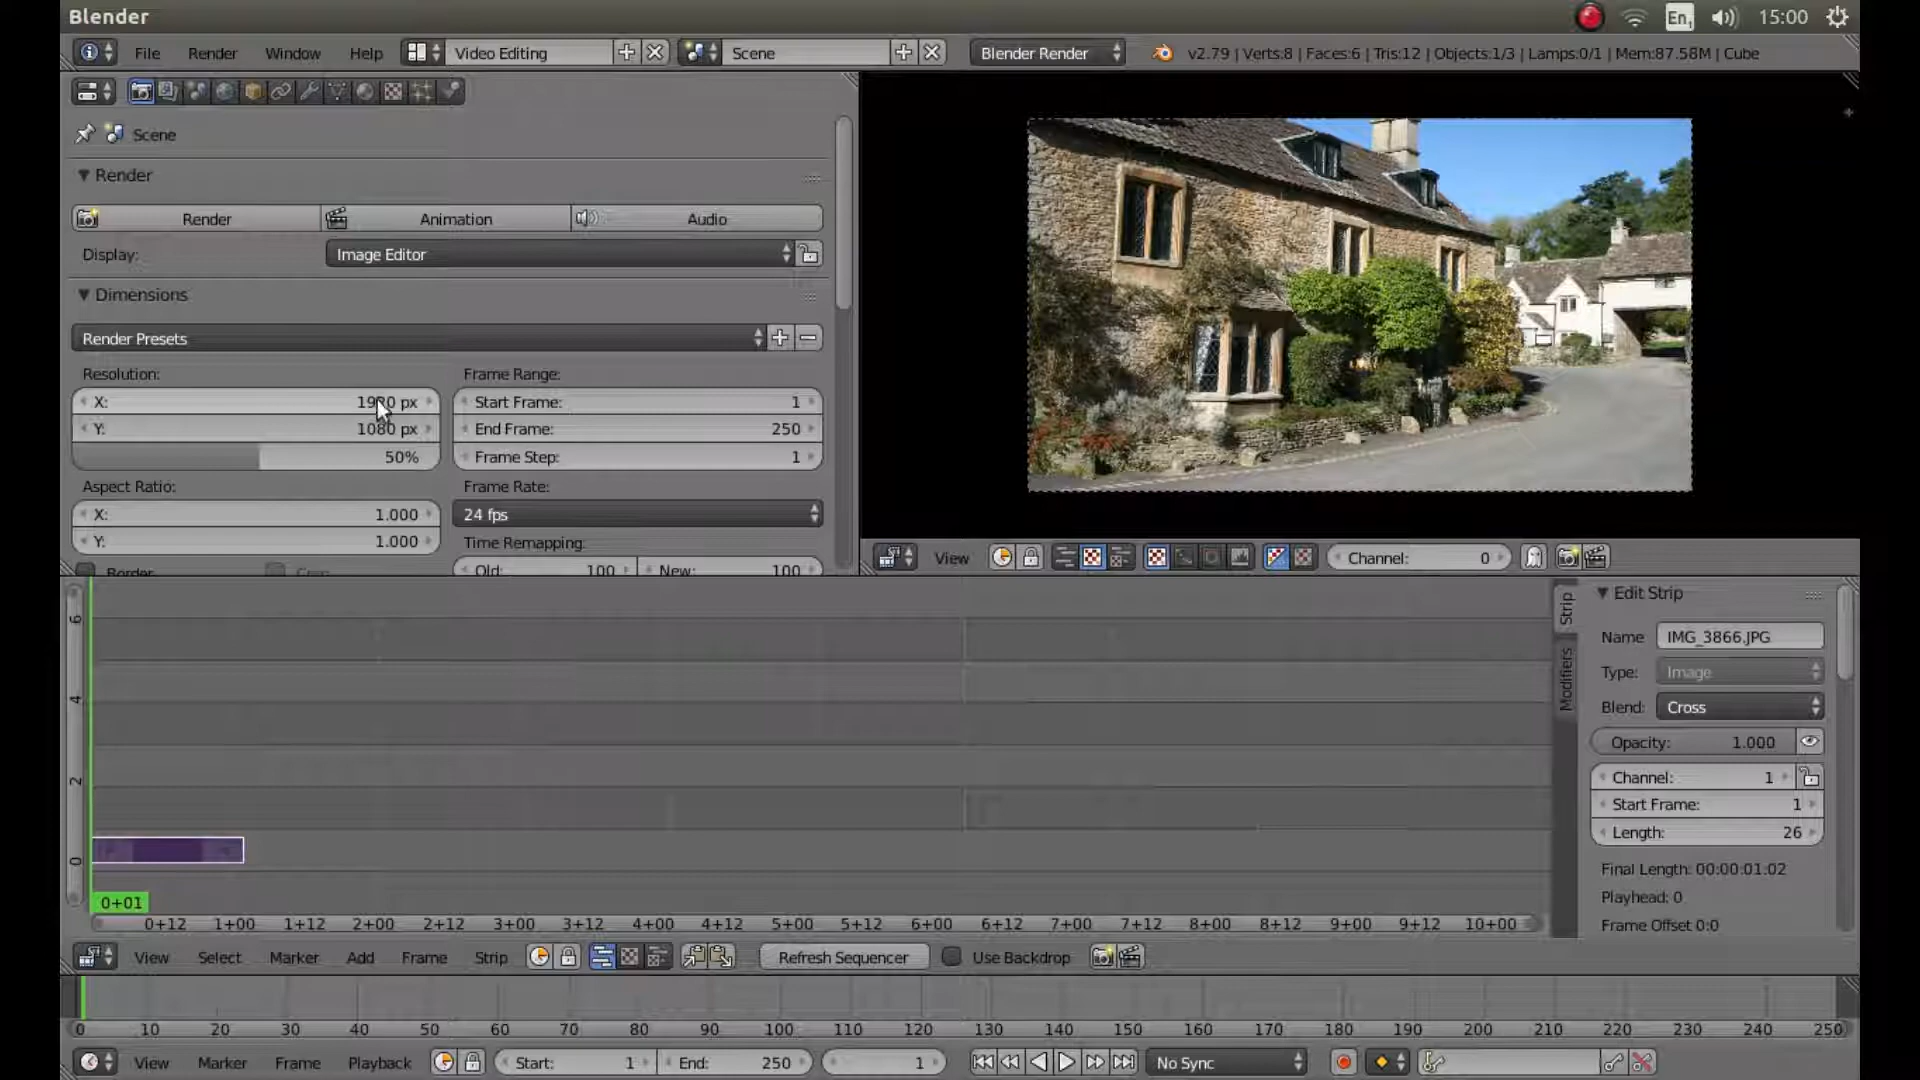 Blender
En1 15:00
File Render Window Help Video Editing Scene Blender Render v2.79 | Verts:8 | Faces:6 | Tris:12 | Objects:1/3 | Lamps:0/1 | Mem:87.58M | Cube
Scene
Render
Render Animation Audio
Display: Image Editor
Dimensions
Render Presets
Resolution: Frame Range:
X: 1920 px Start Frame: 1
Y: 1080 px End Frame: 250
50% Frame Step: 1
Aspect Ratio: Frame Rate:
X: 1.000 24 fps
Y: 1.000 Time Remapping:
Border Crop Old: 100 New: 100
View Channel: 0
6
4
2
0
0+01
0+12 1+00 1+12 2+00 2+12 3+00 3+12 4+00 4+12 5+00 5+12 6+00 6+12 7+00 7+12 8+00 8+12 9+00 9+12 10+00
Strip
Modifiers
Edit Strip
Name IMG_3866.JPG
Type: Image
Blend: Cross
Opacity: 1.000
Channel: 1
Start Frame: 1
Length: 26
Final Length: 00:00:01:02
Playhead: 0
Frame Offset 0:0
View Select Marker Add Frame Strip Refresh Sequencer Use Backdrop
0 10 20 30 40 50 60 70 80 90 100 110 120 130 140 150 160 170 180 190 200 210 220 230 240 250
View Marker Frame Playback Start: 1 End: 250 1 No Sync